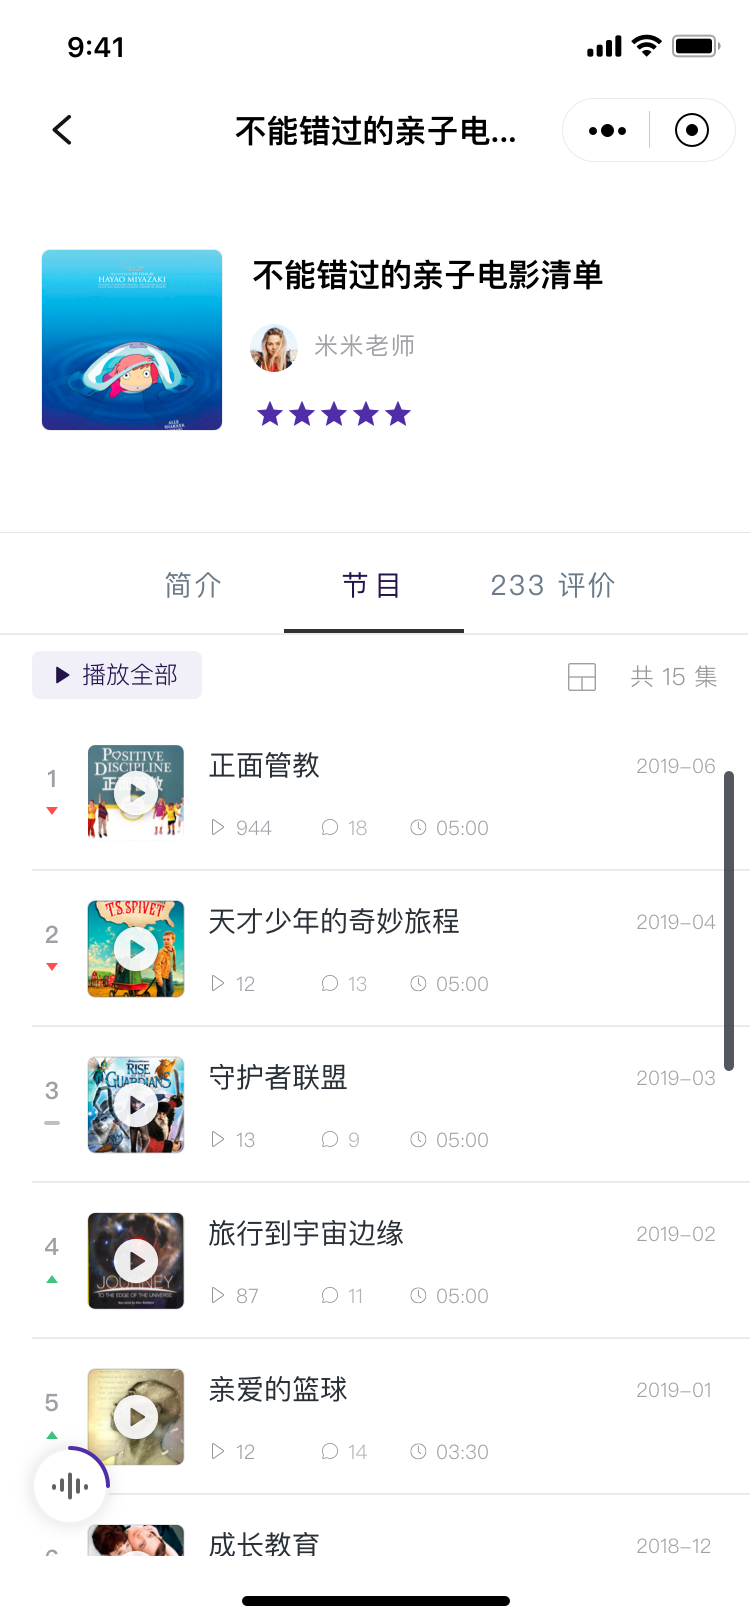 9:41
不能错过的亲子电...
HAYAO MIYAZAKI
不能错过的亲子电影清单
米米老师
简介
节目
233 评价
播放全部
共 15 集
1
POSITIVE
DISCIPLINE
正面管教
2019-06
944
18
05:00
2
T.S. SPIVET
天才少年的奇妙旅程
2019-04
12
13
05:00
3
RISE
GUARDIANS
守护者联盟
2019-03
13
9
05:00
4
JOURNEY
TO THE EDGE OF THE UNIVERSE
旅行到宇宙边缘
2019-02
87
11
05:00
5
亲爱的篮球
2019-01
12
14
03:30
成长教育
2018-12